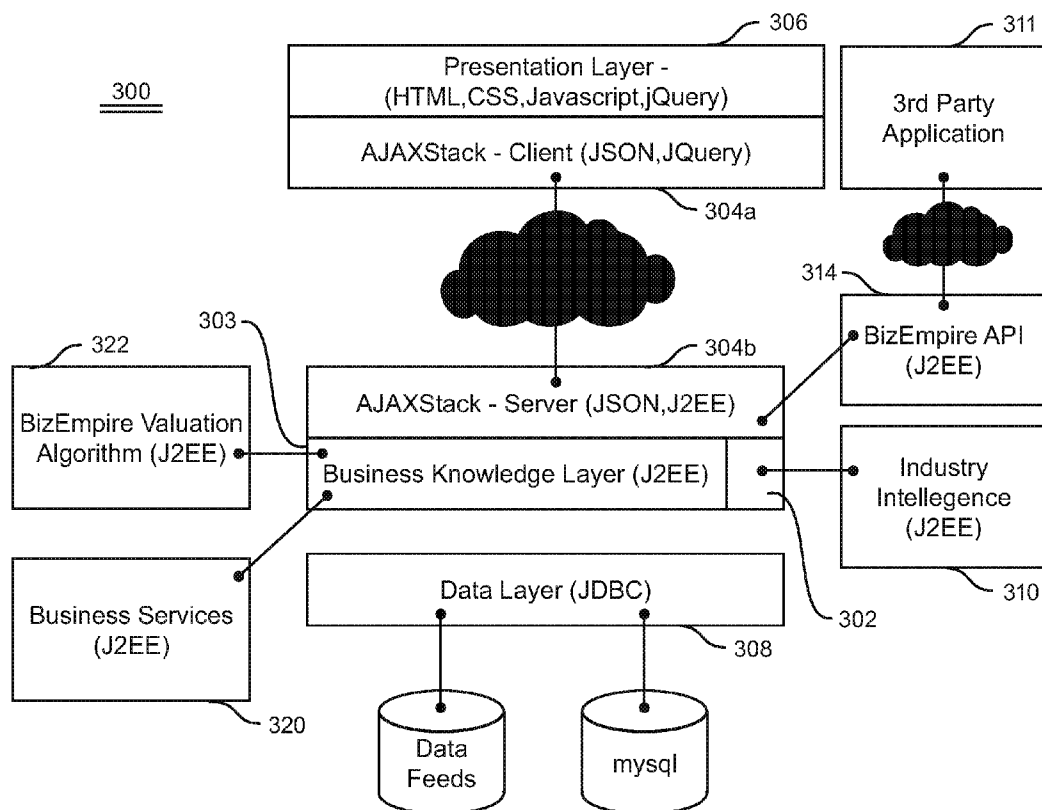 306
311
300
Presentation Layer -
(HTML,CSS,Javascript,jQuery)
3rd Party
Application
AJAXStack - Client (JSON,JQuery)
304a
314
303
322
304b
BizEmpire API
(J2EE)
BizEmpire Valuation
Algorithm (J2EE)
AJAXStack - Server (JSON,J2EE)
Business Knowledge Layer (J2EE)
Industry
Intellegence
(J2EE)
Data Layer (JDBC)
302
310
Business Services
(J2EE)
308
320
Data
Feeds
mysql